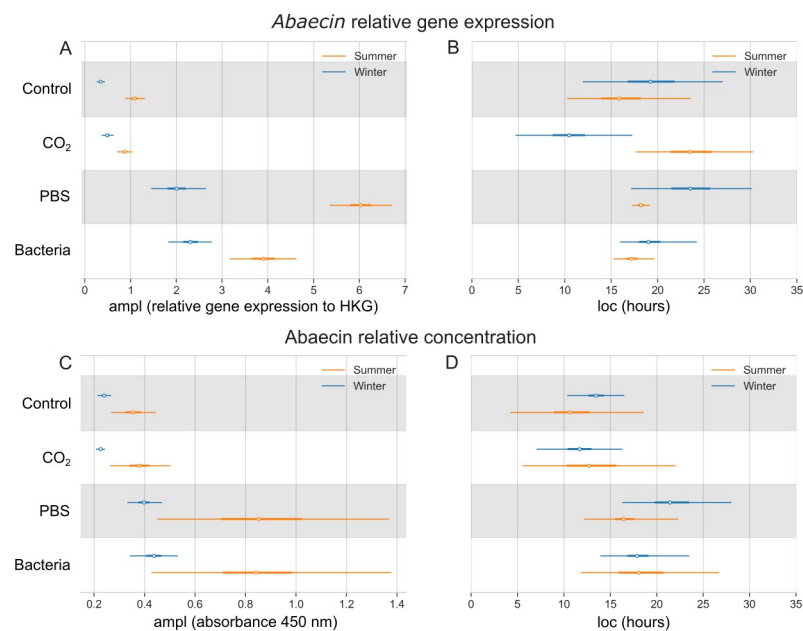 Abaecin relative gene expression
A
B
Summer
Winter
Summer
Winter
Control
CO₂
PBS
Bacteria
0 1 2 3 4 5 6 7
0 5 10 15 20 25 30 35
ampl (relative gene expression to HKG)
loc (hours)
Abaecin relative concentration
C
D
Summer
Winter
Summer
Winter
Control
CO₂
PBS
Bacteria
0.2 0.4 0.6 0.8 1.0 1.2 1.4
0 5 10 15 20 25 30 35
ampl (absorbance 450 nm)
loc (hours)